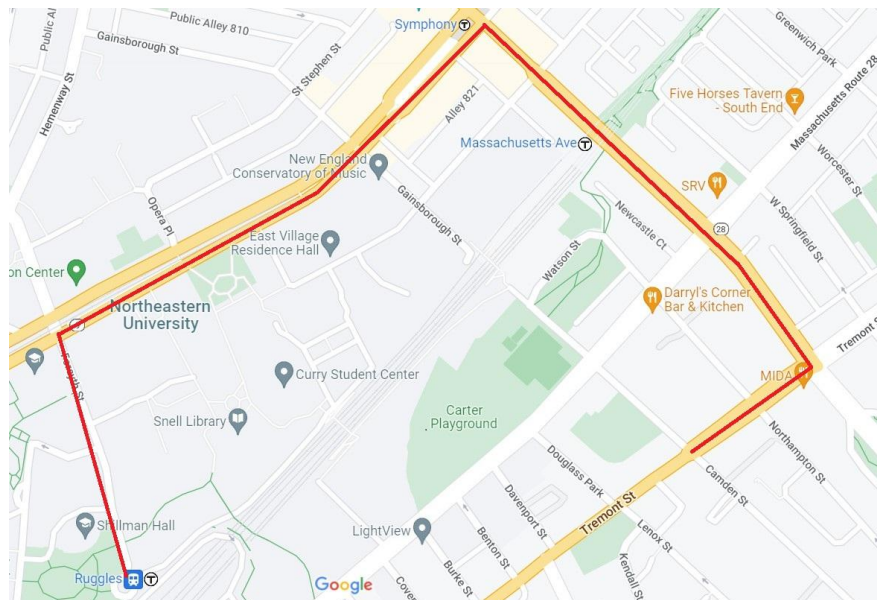 Public Al
Public Alley 810
Gainsborough St
Symphony
T
St Stephen St
Greenwich Park
Massachusetts Route 28
Hemenway St
Alley 821
Five Horses Tavern
- South End
Massachusetts Ave
T
New England
Conservatory of Music
Worcester St
SRV
Gainsborough St
Opera Pl
W Springfield St
Newcastle Ct
28
East Village
Residence Hall
Watson St
on Center
Darryl's Corner
Bar & Kitchen
Northeastern
University
Tremont St
Forsyth St
MIDA
Curry Student Center
Snell Library
Carter
Playground
Northampton St
Douglass Park
Camden St
Davenport St
Tremont St
Shillman Hall
LightView
Benton St
Lenox St
Kendall St
Burke St
Cove
Ruggles
T
Google